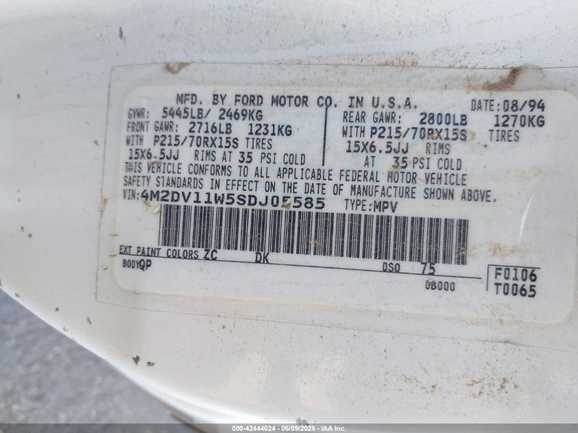 MFD. BY FORD MOTOR CO. IN U.S.A.
DATE: 08/94
GVWR: 5445LB/ 2469KG
FRONT GAWR: 2716LB 1231KG
WITH P215/70RX15S TIRES
15X6.5JJ RIMS AT 35 PSI COLD
REAR GAWR: 2800LB 1270KG
WITH P215/70RX15S TIRES
15X6.5JJ RIMS
AT 35 PSI COLD
THIS VEHICLE CONFORMS TO ALL APPLICABLE FEDERAL MOTOR VEHICLE
SAFETY STANDARDS IN EFFECT ON THE DATE OF MANUFACTURE SHOWN ABOVE.
VIN: 4M2DV11W5SDJ05585 TYPE: MPV
EXT PAINT COLORS ZC DK DSO 75
BODY QP
08000
F0106
T0065
000-42444024 - 06/09/2025 - IAA Inc.